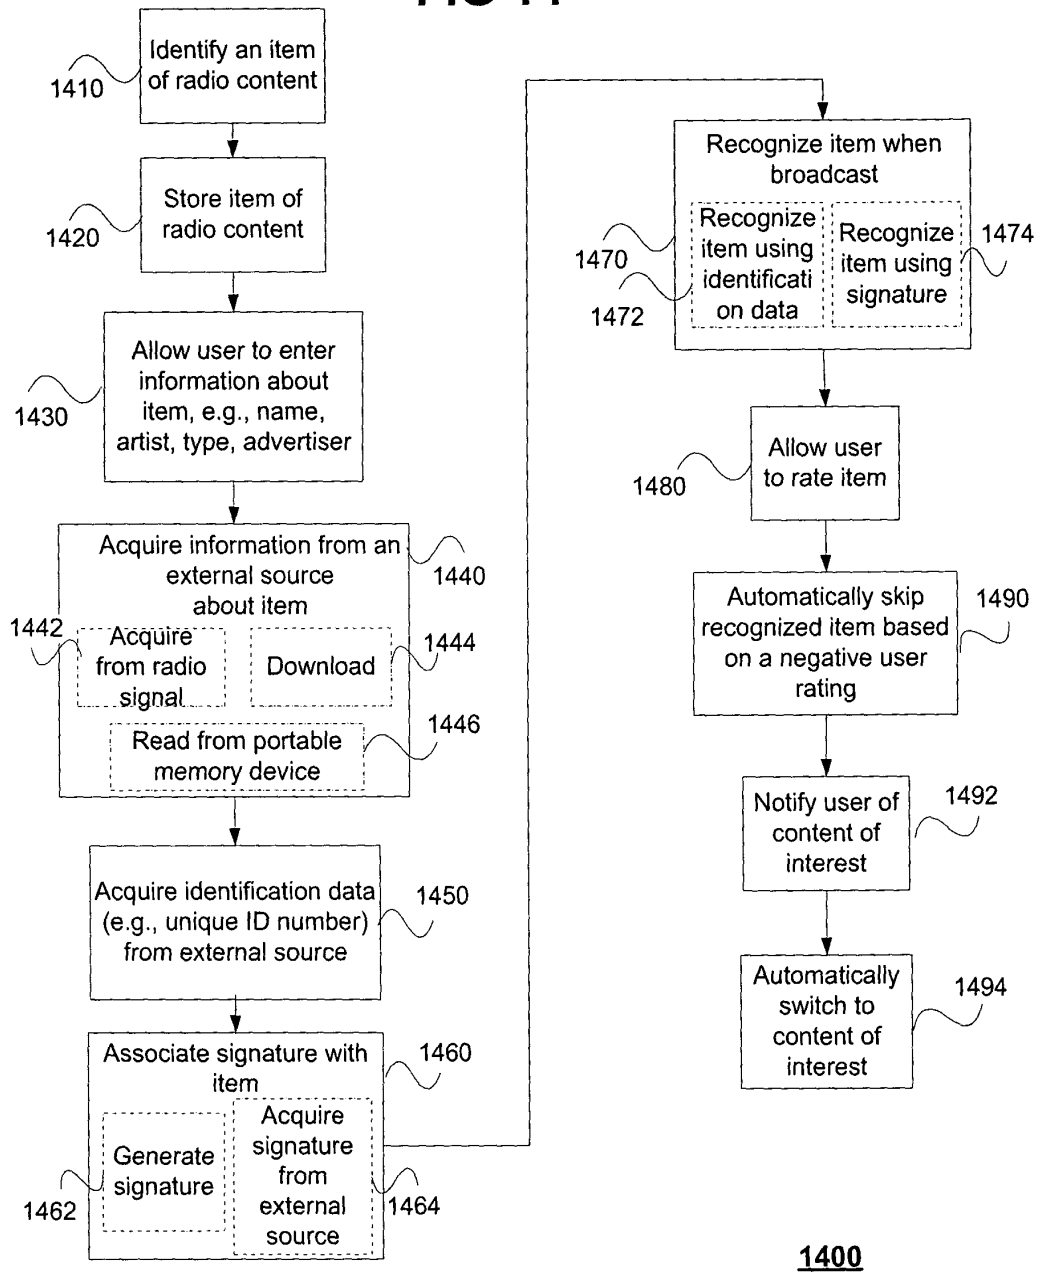 Identify an item
of radio content
1410
Store item of
radio content
1420
Allow user to enter
information about
item, e.g., name,
artist, type, advertiser
1430
Acquire information from an
external source
about item
1440
1442
Acquire
from radio
signal
Download
1444
Read from portable
memory device
1446
Acquire identification data
(e.g., unique ID number)
from external source
1450
Associate signature with
item
1460
Generate
signature
1462
Acquire
signature
from
external
source
1464
Recognize item when
broadcast
1470
Recognize
item using
identificati
on data
1472
Recognize
item using
signature
1474
Allow user
to rate item
1480
Automatically skip
recognized item based
on a negative user
rating
1490
Notify user of
content of
interest
1492
Automatically
switch to
content of
interest
1494
1400